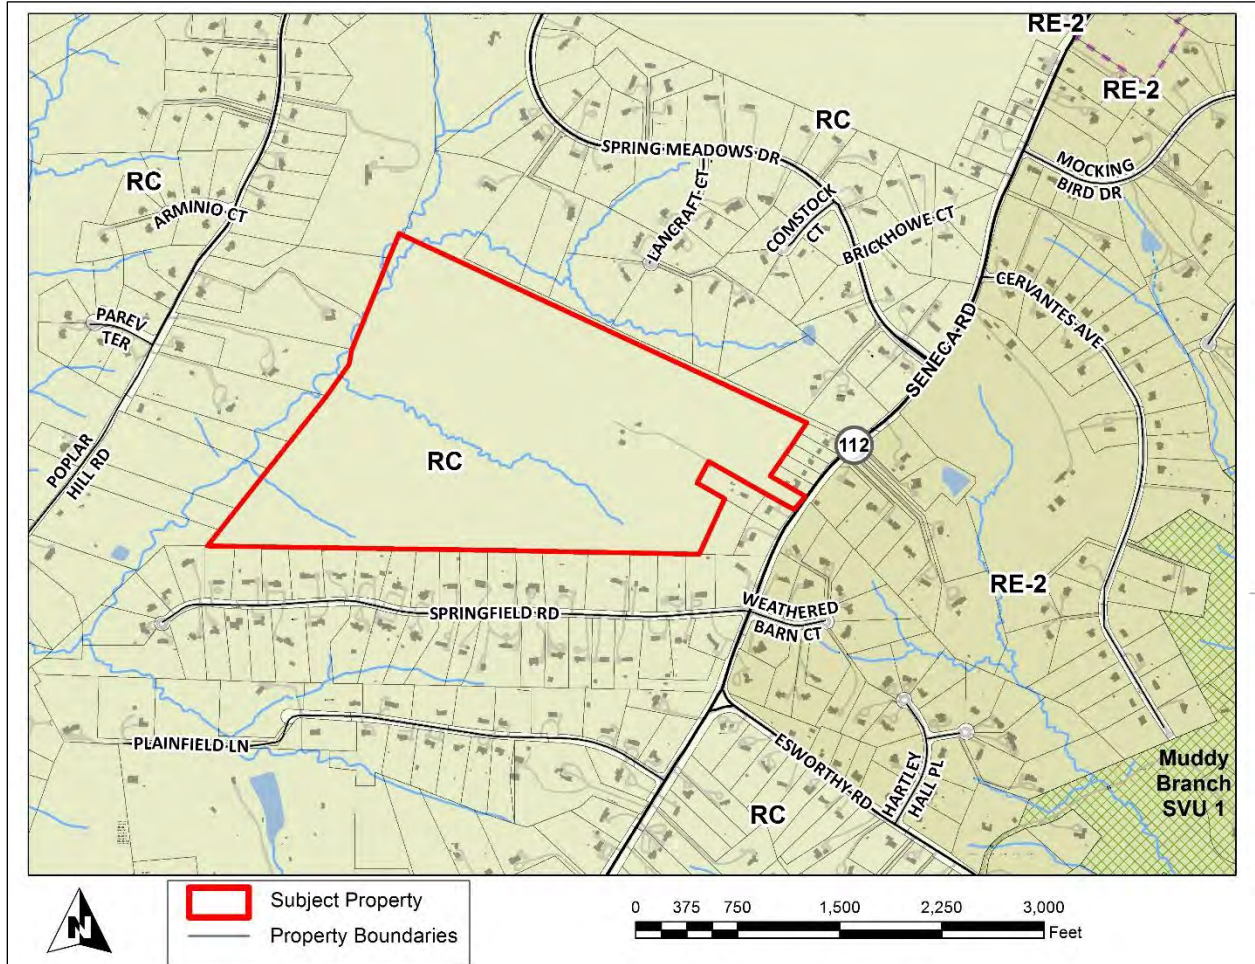 RE-2
RE-2
RC
SPRING MEADOWS DR
MOCKING
BIRD DR
RC
ARMINIO CT
LANCRAFT CT
COMSTOCK
CT
BRICKHOWE CT
CERVANTES AVE
PAREV
TER
SENECA RD
112
POPLAR
HILL RD
RC
RE-2
SPRINGFIELD RD
WEATHERED
BARN CT
PLAINFIELD LN
ESWORTHY RD
HARTLEY
HALL PL
RC
Muddy
Branch
SVU 1
N
Subject Property
Property Boundaries
0 375 750 1,500 2,250 3,000
Feet